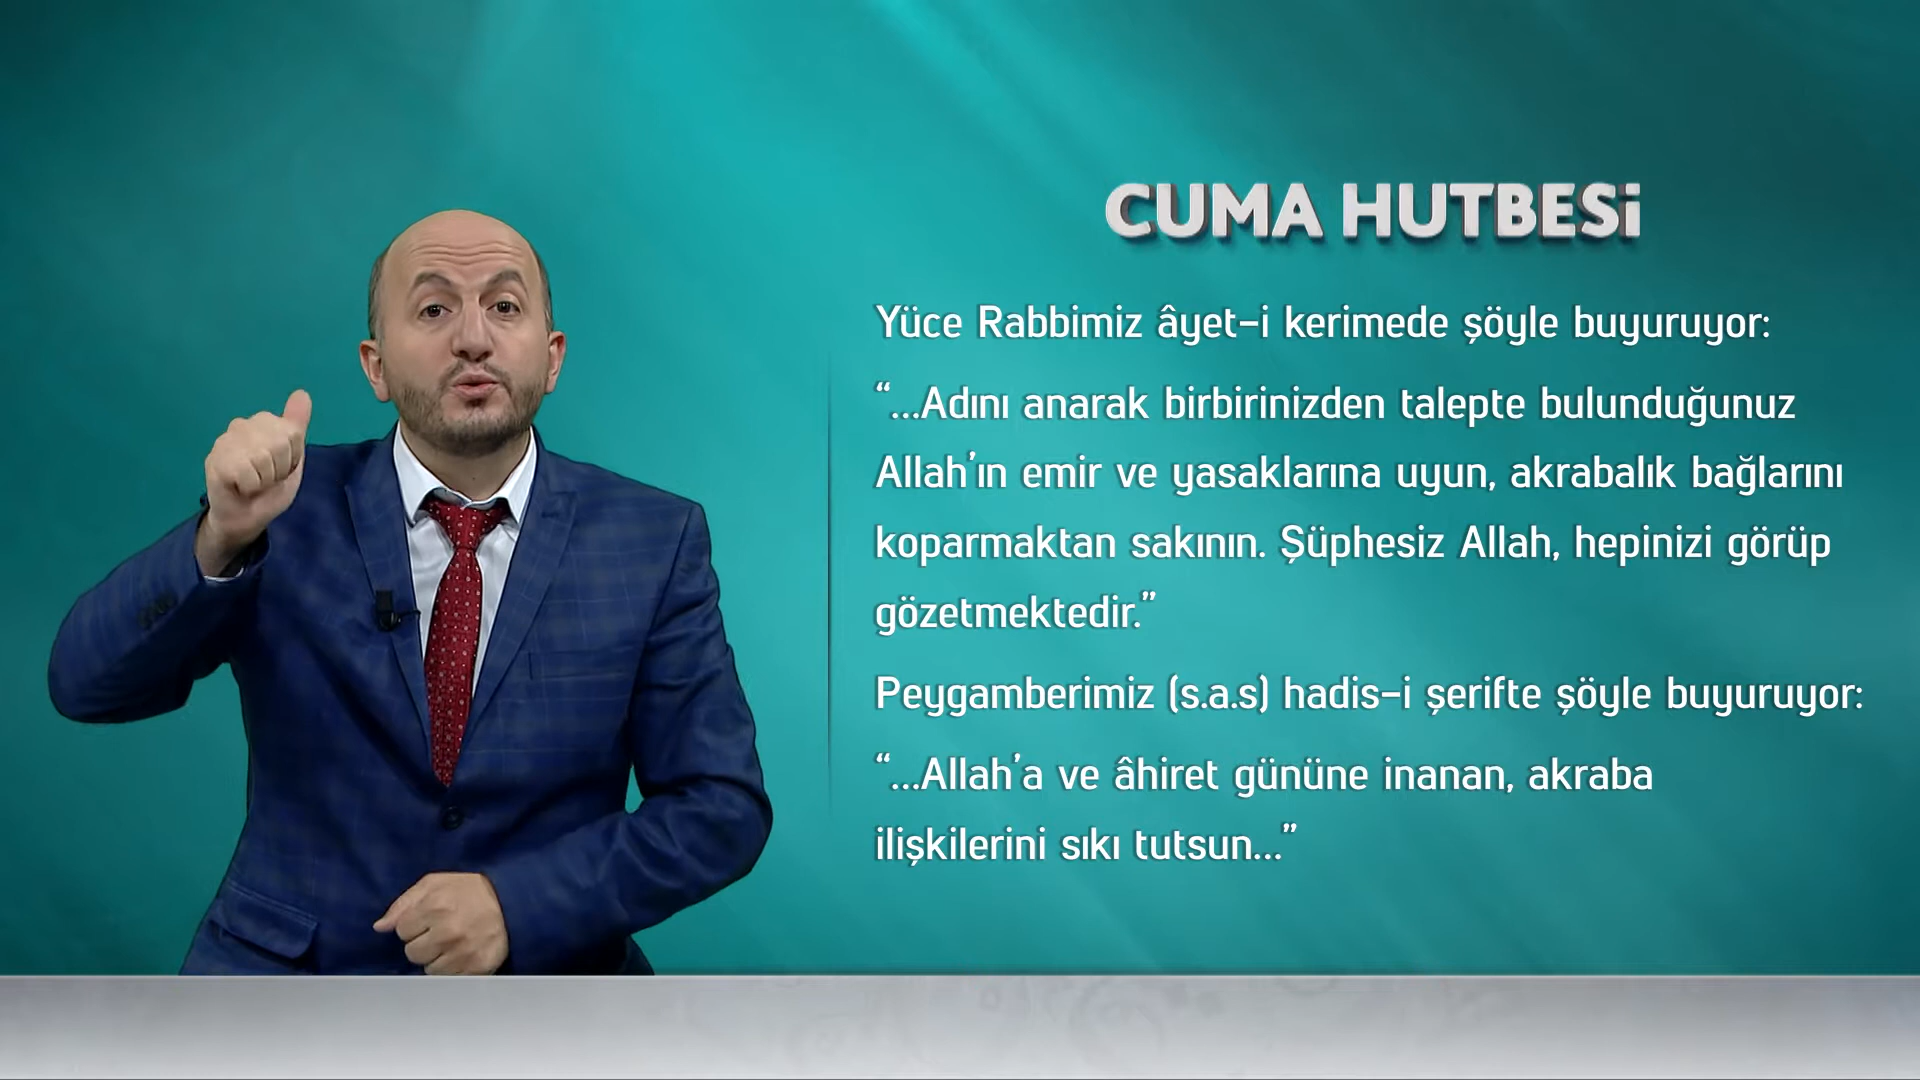 CUMA HUTBESİ
Yüce Rabbimiz âyet-i kerimede şöyle buyuruyor:
“...Adını anarak birbirinizden talepte bulunduğunuz
Allah’ın emir ve yasaklarına uyun, akrabalık bağlarını
koparmaktan sakının. Şüphesiz Allah, hepinizi görüp
gözetmektedir.”
Peygamberimiz (s.a.s) hadis-i şerifte şöyle buyuruyor:
“...Allah’a ve âhiret gününe inanan, akraba
ilişkilerini sıkı tutsun...”